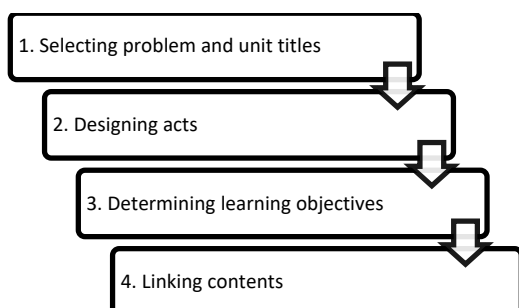 1. Selecting problem and unit titles
2. Designing acts
3. Determining learning objectives
4. Linking contents